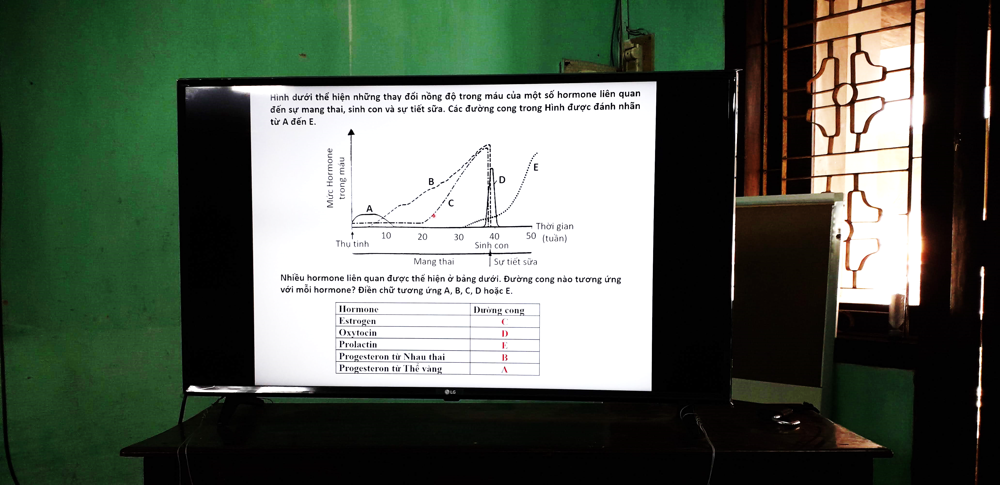 Hình dưới thể hiện những thay đổi nồng độ trong máu của một số hormone liên quan
đến sự mang thai, sinh con và sự tiết sữa. Các đường cong trong Hình được đánh nhãn
từ A đến E.
Mức Hormone
trong máu
A
B
C
D
E
10
20
30
40
50
Thời gian
(tuần)
Thụ tinh
Sinh con
Mang thai
Sự tiết sữa
Nhiều hormone liên quan được thể hiện ở bảng dưới. Đường cong nào tương ứng
với mỗi hormone? Điền chữ tương ứng A, B, C, D hoặc E.
Hormone Đường cong
Estrogen C
Oxytocin D
Prolactin E
Progesteron từ Nhau thai B
Progesteron từ Thể vàng A
LG